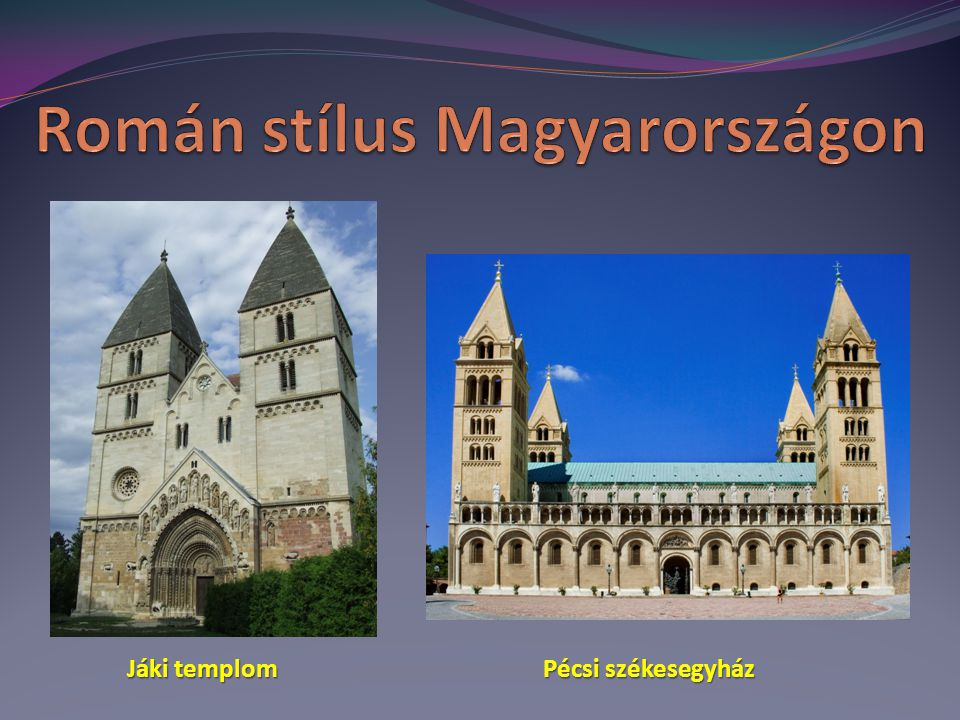 Román stílus Magyarországon
Jáki templom
Pécsi székesegyház